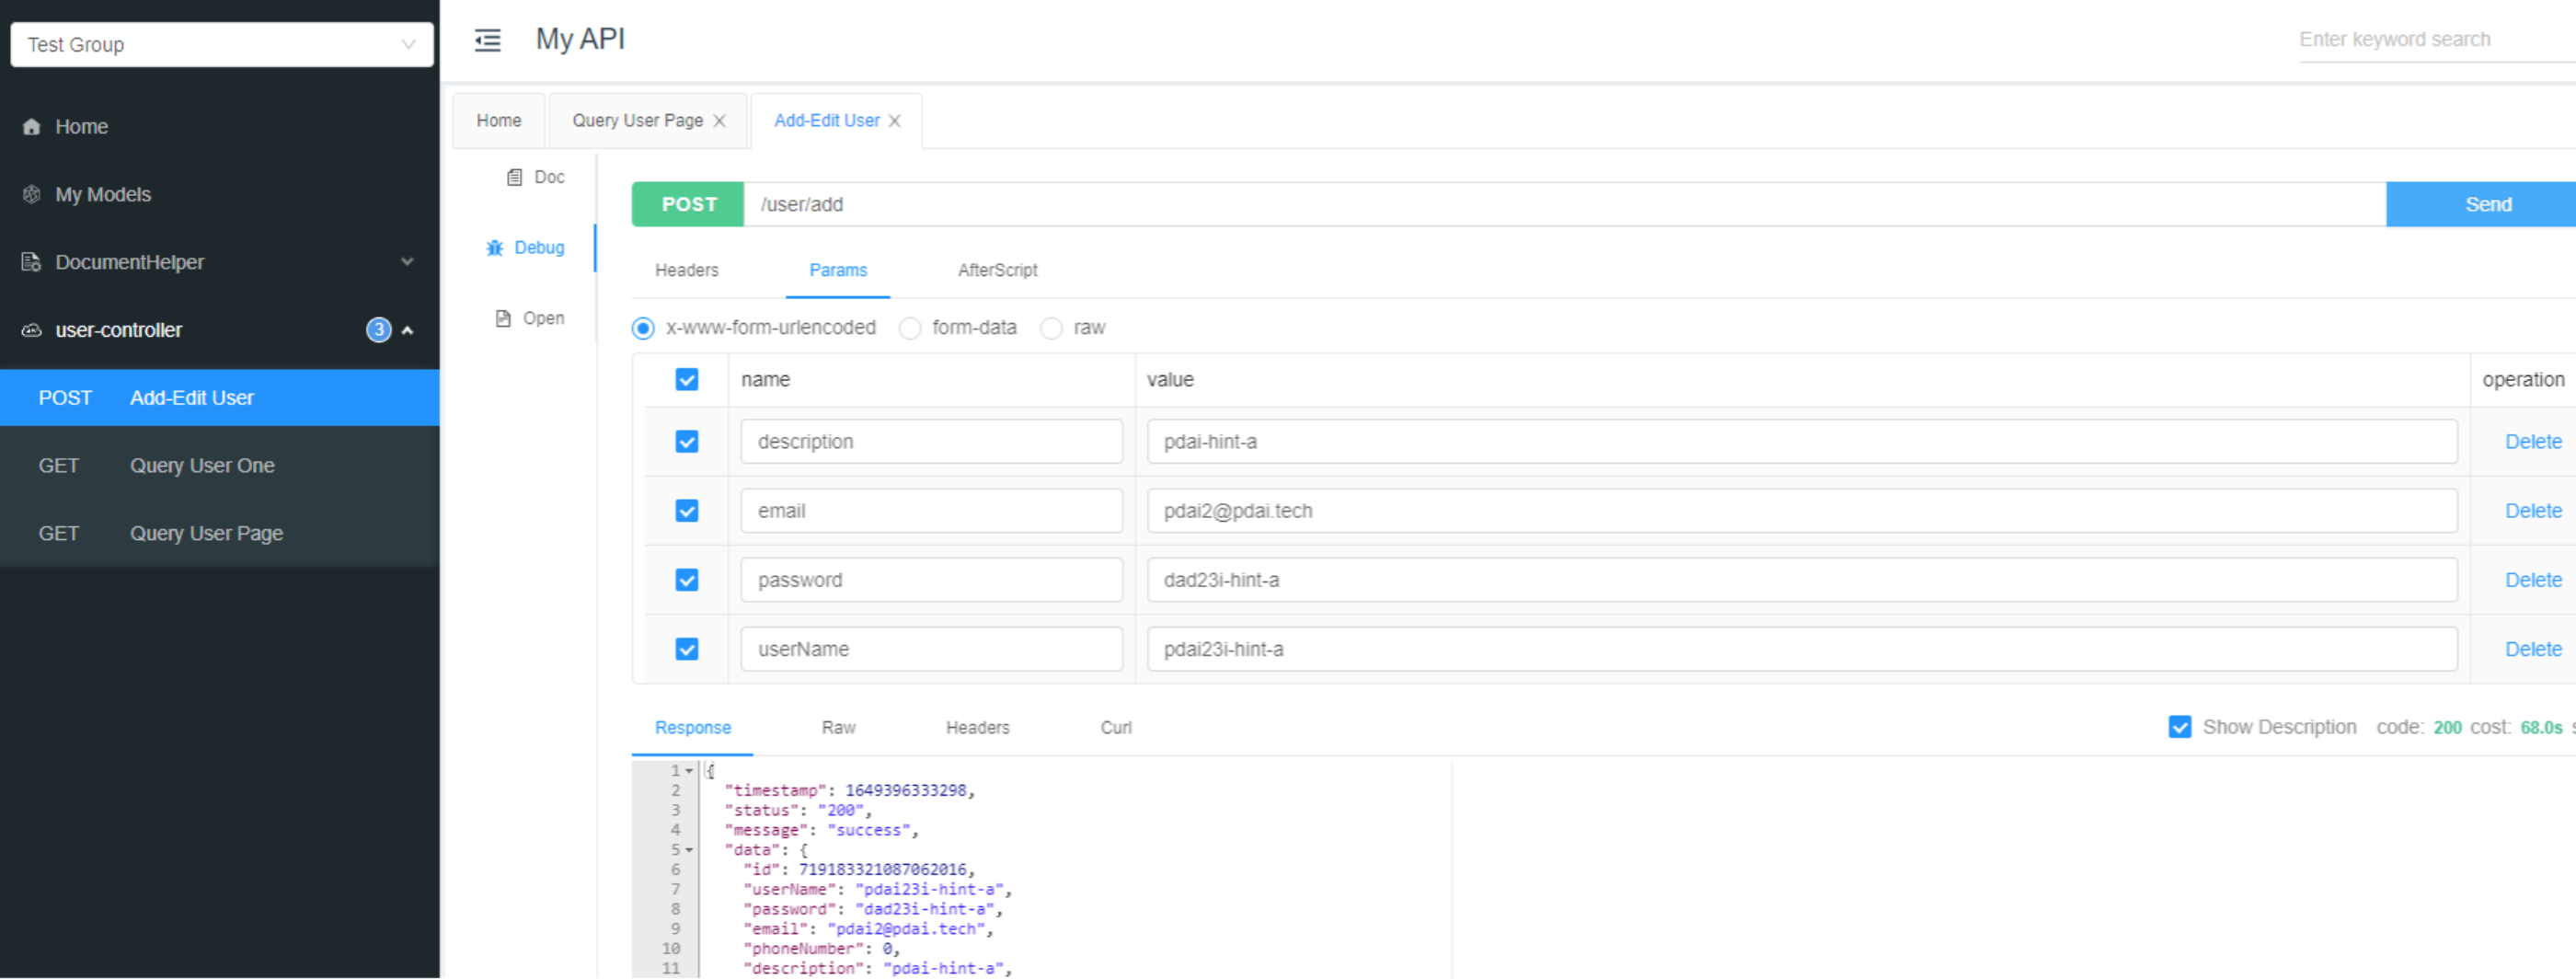 Test Group
My API
Enter keyword search
Home
My Models
DocumentHelper
user-controller
3
POST Add-Edit User
GET Query User One
GET Query User Page
Home
Query User Page
Add-Edit User
Doc
Debug
Open
POST /user/add
Send
Headers
Params
AfterScript
x-www-form-urlencoded form-data raw
name value operation
description pdai-hint-a Delete
email pdai2@pdai.tech Delete
password dad23i-hint-a Delete
userName pdai23i-hint-a Delete
Response Raw Headers Curl
Show Description code: 200 cost: 68.0s
1 {
2 "timestamp": 1649396333298,
3 "status": "200",
4 "message": "success",
5 "data": {
6 "id": 719183321087062016,
7 "userName": "pdai23i-hint-a",
8 "password": "dad23i-hint-a",
9 "email": "pdai2@pdai.tech",
10 "phoneNumber": 0,
11 "description": "pdai-hint-a",